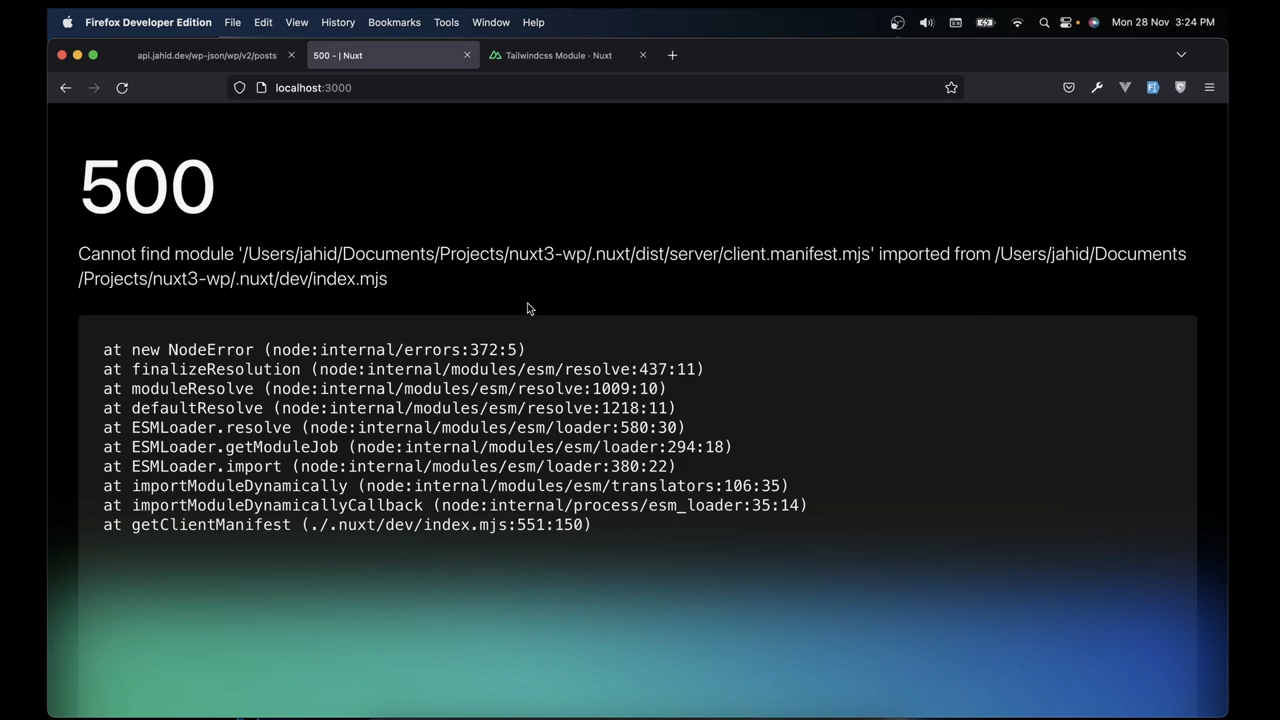 Firefox Developer Edition File Edit View History Bookmarks Tools Window Help Mon 28 Nov 3:24 PM
api.jahid.dev/wp-json/wp/v2/posts 500 - | Nuxt Tailwindcss Module · Nuxt
localhost:3000
500
Cannot find module '/Users/jahid/Documents/Projects/nuxt3-wp/.nuxt/dist/server/client.manifest.mjs' imported from /Users/jahid/Documents
/Projects/nuxt3-wp/.nuxt/dev/index.mjs
at new NodeError (node:internal/errors:372:5)
at finalizeResolution (node:internal/modules/esm/resolve:437:11)
at moduleResolve (node:internal/modules/esm/resolve:1009:10)
at defaultResolve (node:internal/modules/esm/resolve:1218:11)
at ESMLoader.resolve (node:internal/modules/esm/loader:580:30)
at ESMLoader.getModuleJob (node:internal/modules/esm/loader:294:18)
at ESMLoader.import (node:internal/modules/esm/loader:380:22)
at importModuleDynamically (node:internal/modules/esm/translators:106:35)
at importModuleDynamicallyCallback (node:internal/process/esm_loader:35:14)
at getClientManifest (./.nuxt/dev/index.mjs:551:150)